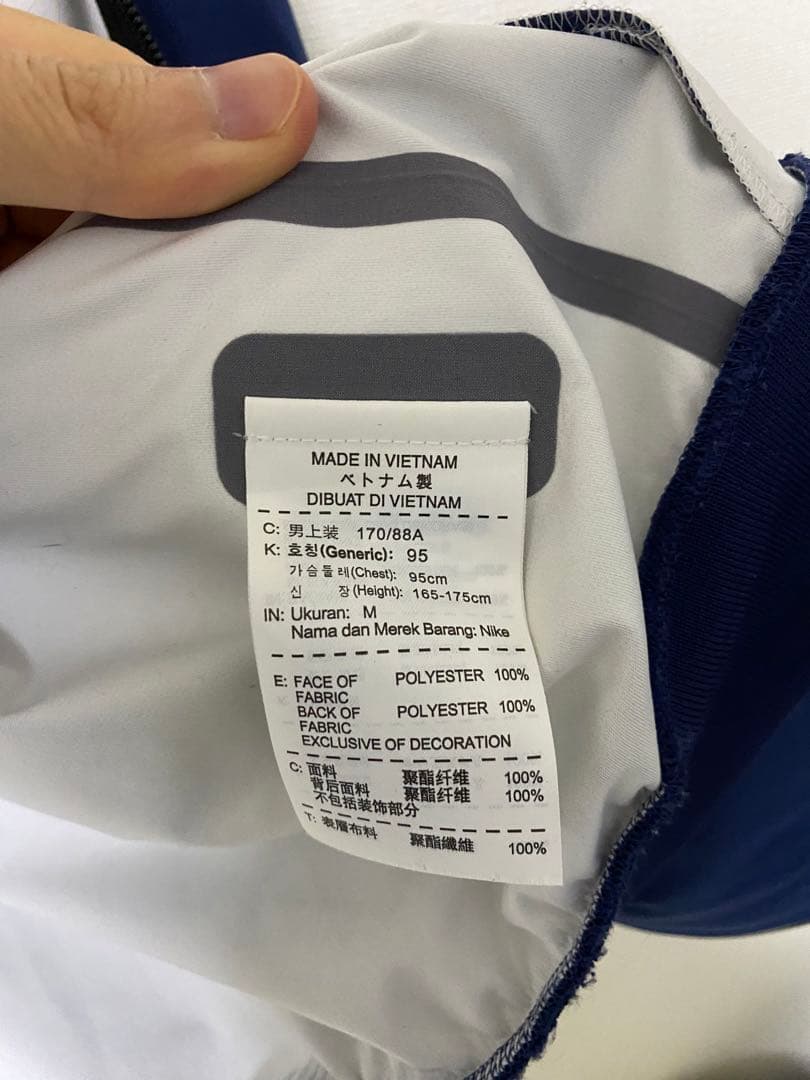 MADE IN VIETNAM
ベトナム製
DIBUAT DI VIETNAM
C: 男上装 170/88A
K: 호칭(Generic): 95
가슴둘레(Chest): 95cm
신 장(Height): 165-175cm
IN: Ukuran: M
Nama dan Merek Barang: Nike
E: FACE OF FABRIC POLYESTER 100%
BACK OF FABRIC POLYESTER 100%
EXCLUSIVE OF DECORATION
C: 面料 聚酯纤维 100%
背后面料 聚酯纤维 100%
不包括装饰部分
T: 表層布料 聚酯纖維 100%